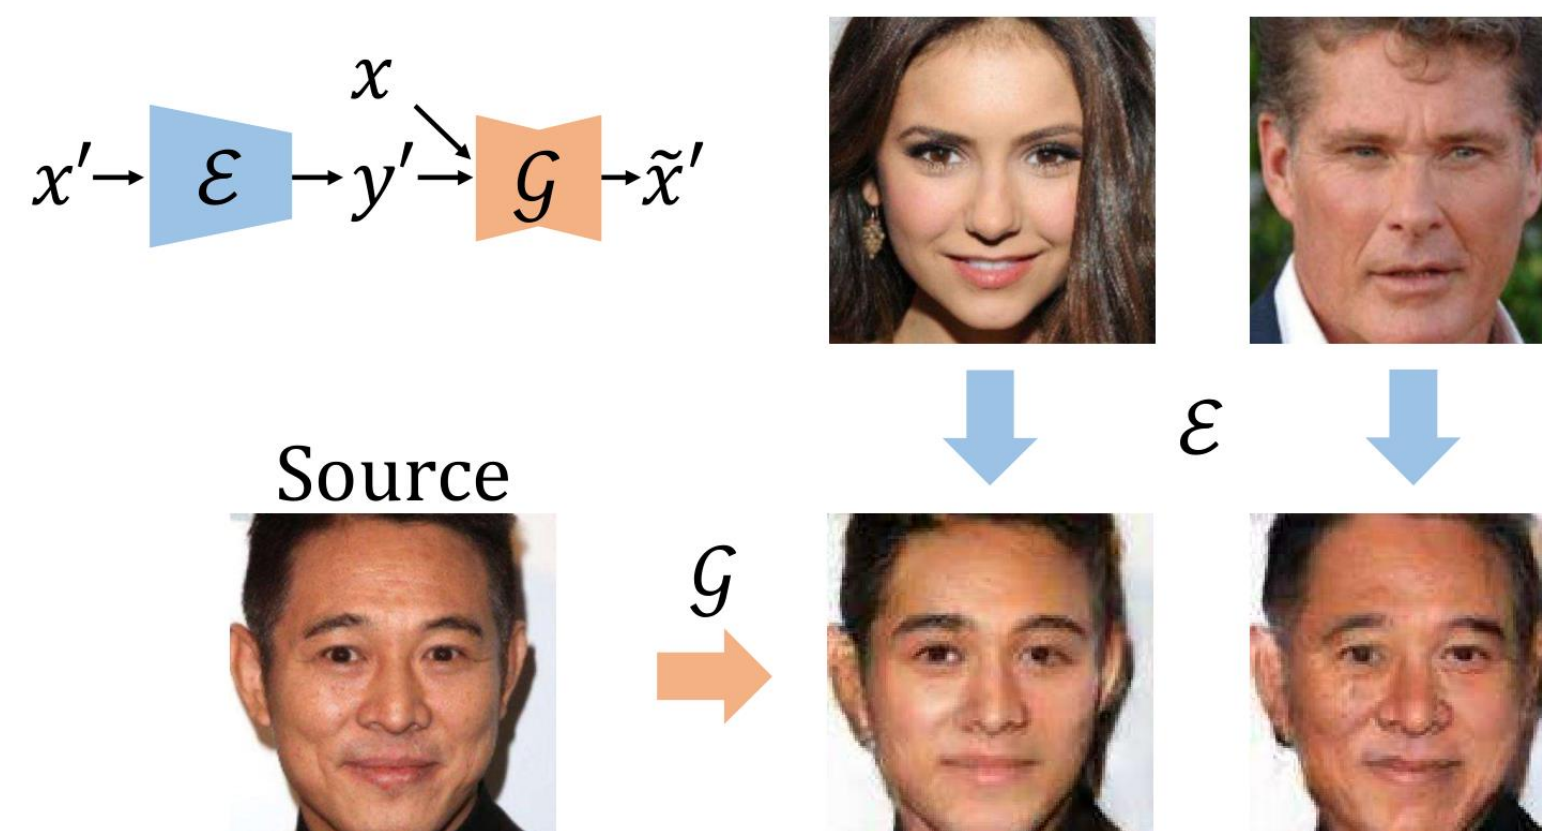 x
x′ ℰ y′ 𝒢 x̃′
ℰ
Source
𝒢